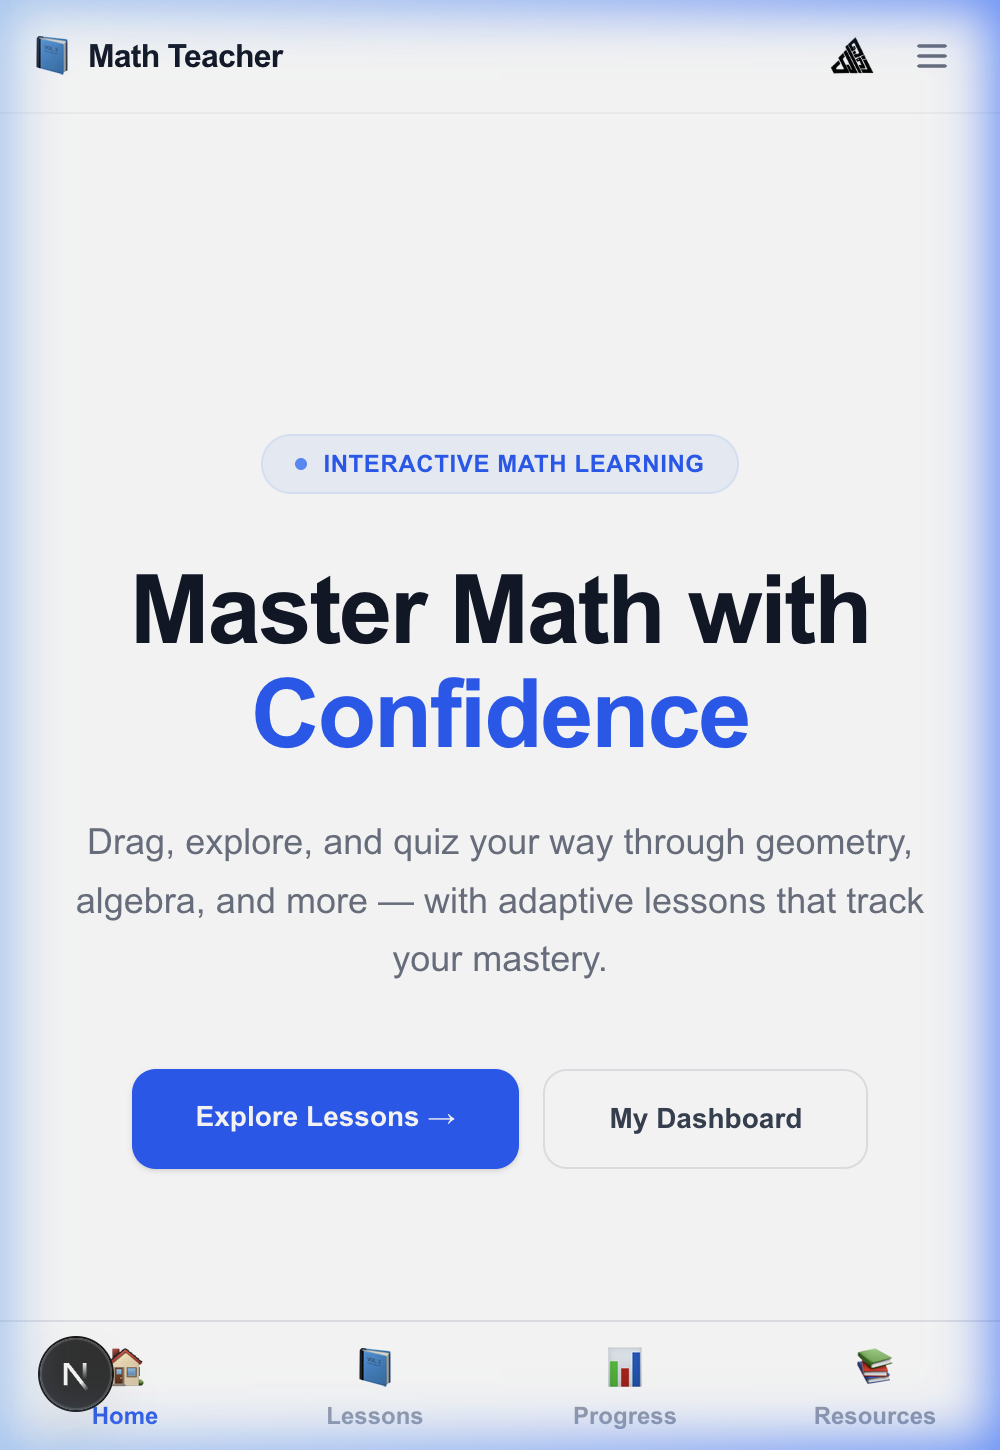 Math Teacher
INTERACTIVE MATH LEARNING
Master Math with
Confidence
Drag, explore, and quiz your way through geometry,
algebra, and more — with adaptive lessons that track
your mastery.
Explore Lessons →
My Dashboard
N
Home
Lessons
Progress
Resources